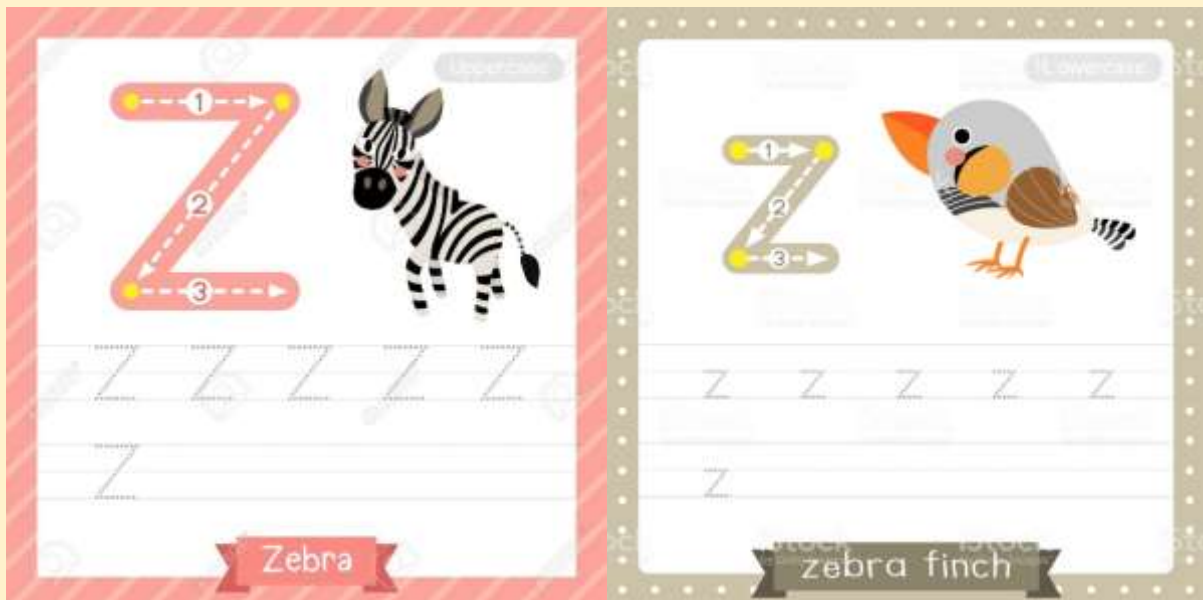 Uppercase
1
2
3
Z Z Z Z Z
Z
Zebra
Lowercase
1
2
3
z z z z z
z
zebra finch